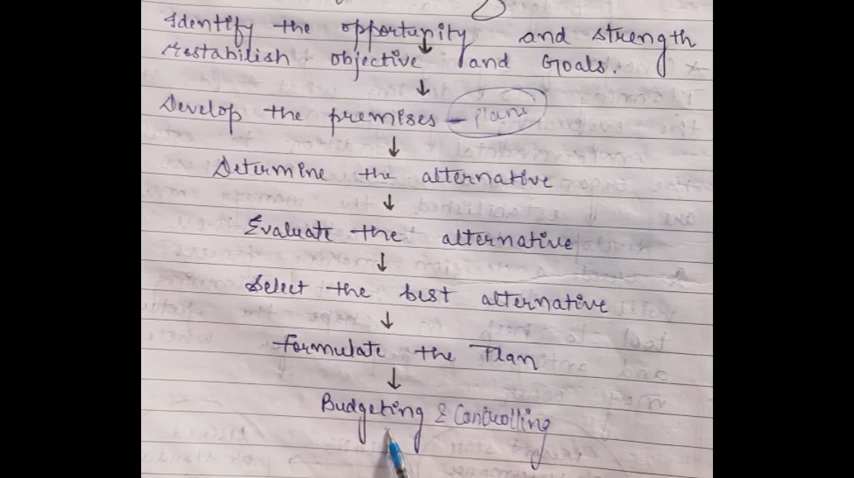 Identify the opportunity and strength
↓
Establish objective and Goals.
↓
Develop the premises – Plans
↓
Determine the alternative
↓
Evaluate the alternative
↓
Select the best alternative
↓
Formulate the Plan
↓
Budgeting & Controlling